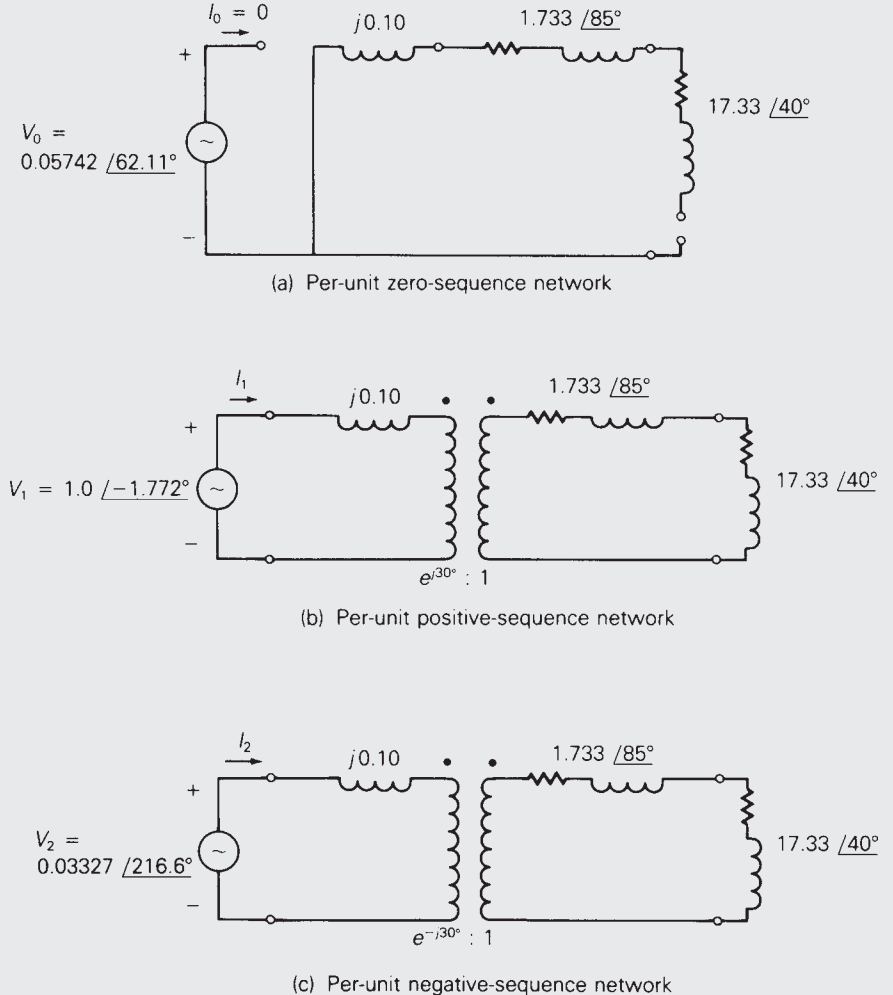 I₀ = 0
j0.10
1.733 /85°
+
17.33 /40°
V₀ =
0.05742 /62.11°
~
−
(a) Per-unit zero-sequence network
I₁
j0.10
1.733 /85°
+
V₁ = 1.0 /−1.772°
~
17.33 /40°
−
e^{j30°} : 1
(b) Per-unit positive-sequence network
I₂
j0.10
1.733 /85°
+
V₂ =
0.03327 /216.6°
~
17.33 /40°
−
e^{−j30°} : 1
(c) Per-unit negative-sequence network